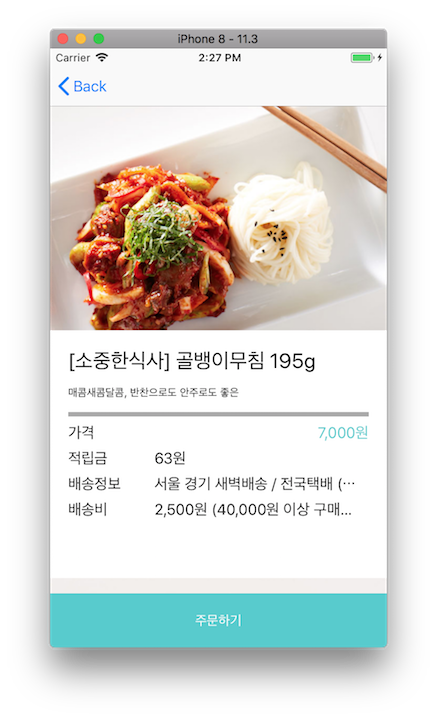 iPhone 8 - 11.3
Carrier 2:27 PM
Back
[소중한식사] 골뱅이무침 195g
매콤새콤달콤, 반찬으로도 안주로도 좋은
가격 7,000원
적립금 63원
배송정보 서울 경기 새벽배송 / 전국택배 (…
배송비 2,500원 (40,000원 이상 구매…
주문하기